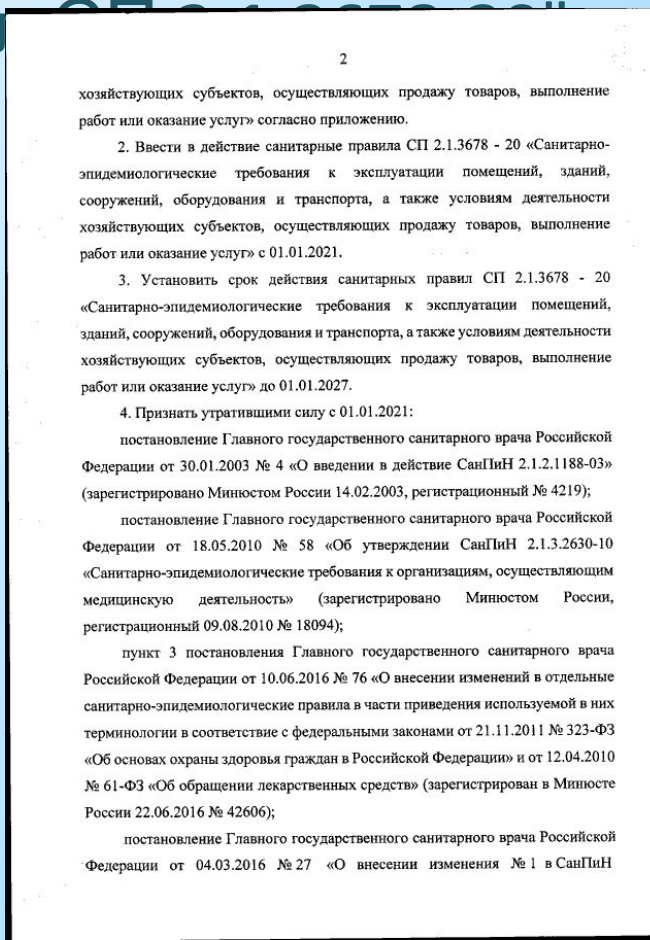 2
хозяйствующих субъектов, осуществляющих продажу товаров, выполнение
работ или оказание услуг» согласно приложению.
2. Ввести в действие санитарные правила СП 2.1.3678 - 20 «Санитарно-
эпидемиологические требования к эксплуатации помещений, зданий,
сооружений, оборудования и транспорта, а также условиям деятельности
хозяйствующих субъектов, осуществляющих продажу товаров, выполнение
работ или оказание услуг» с 01.01.2021.
3. Установить срок действия санитарных правил СП 2.1.3678 - 20
«Санитарно-эпидемиологические требования к эксплуатации помещений,
зданий, сооружений, оборудования и транспорта, а также условиям деятельности
хозяйствующих субъектов, осуществляющих продажу товаров, выполнение
работ или оказание услуг» до 01.01.2027.
4. Признать утратившими силу с 01.01.2021:
постановление Главного государственного санитарного врача Российской
Федерации от 30.01.2003 № 4 «О введении в действие СанПиН 2.1.2.1188-03»
(зарегистрировано Минюстом России 14.02.2003, регистрационный № 4219);
постановление Главного государственного санитарного врача Российской
Федерации от 18.05.2010 № 58 «Об утверждении СанПиН 2.1.3.2630-10
«Санитарно-эпидемиологические требования к организациям, осуществляющим
медицинскую деятельность» (зарегистрировано Минюстом России,
регистрационный 09.08.2010 № 18094);
пункт 3 постановления Главного государственного санитарного врача
Российской Федерации от 10.06.2016 № 76 «О внесении изменений в отдельные
санитарно-эпидемиологические правила в части приведения используемой в них
терминологии в соответствие с федеральными законами от 21.11.2011 № 323-ФЗ
«Об основах охраны здоровья граждан в Российской Федерации» и от 12.04.2010
№ 61-ФЗ «Об обращении лекарственных средств» (зарегистрирован в Минюсте
России 22.06.2016 № 42606);
постановление Главного государственного санитарного врача Российской
Федерации от 04.03.2016 № 27 «О внесении изменения № 1 в СанПиН